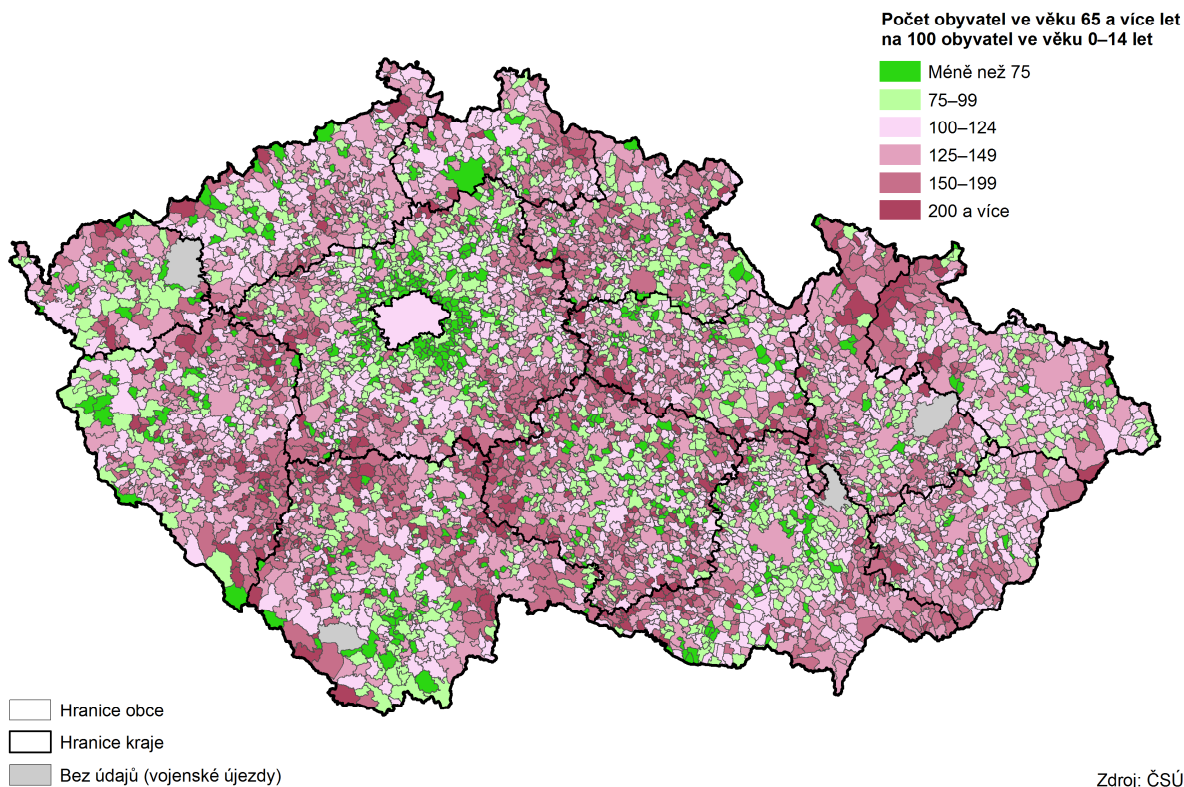 Počet obyvatel ve věku 65 a více let
na 100 obyvatel ve věku 0–14 let
Méně než 75
75–99
100–124
125–149
150–199
200 a více
Hranice obce
Hranice kraje
Bez údajů (vojenské újezdy)
Zdroj: ČSÚ